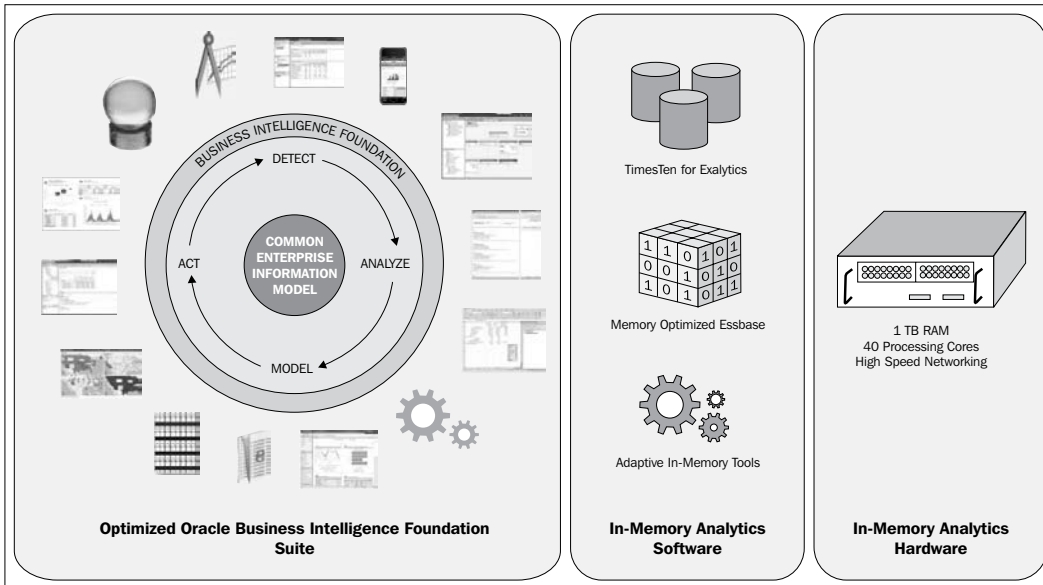 BUSINESS INTELLIGENCE FOUNDATION
DETECT
ANALYZE
MODEL
ACT
COMMON
ENTERPRISE
INFORMATION
MODEL
Optimized Oracle Business Intelligence Foundation
Suite
TimesTen for Exalytics
1 1 0 1 0 1
0 0 1 0 1 0
1 0 1 0 1 1
Memory Optimized Essbase
Adaptive In-Memory Tools
In-Memory Analytics
Software
1 TB RAM
40 Processing Cores
High Speed Networking
In-Memory Analytics
Hardware